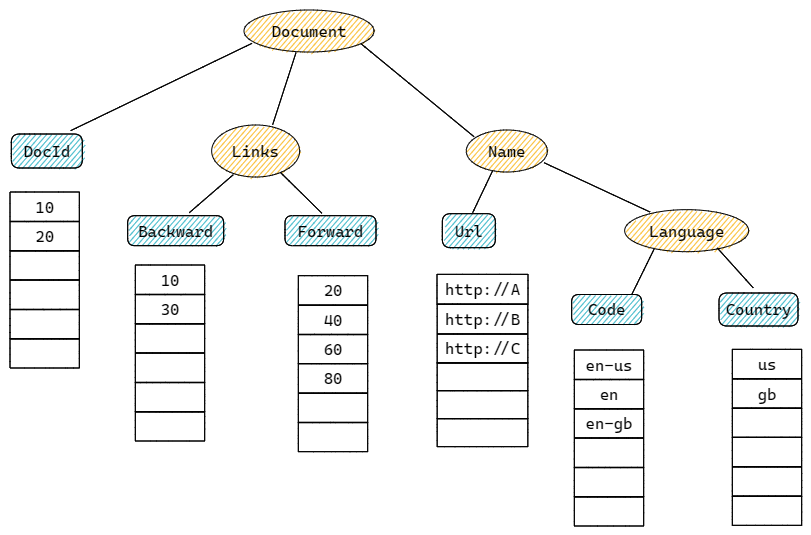 Document
DocId
Links
Name
Backward
Forward
Url
Language
Code
Country
10
20
10
30
20
40
60
80
http://A
http://B
http://C
en-us
en
en-gb
us
gb